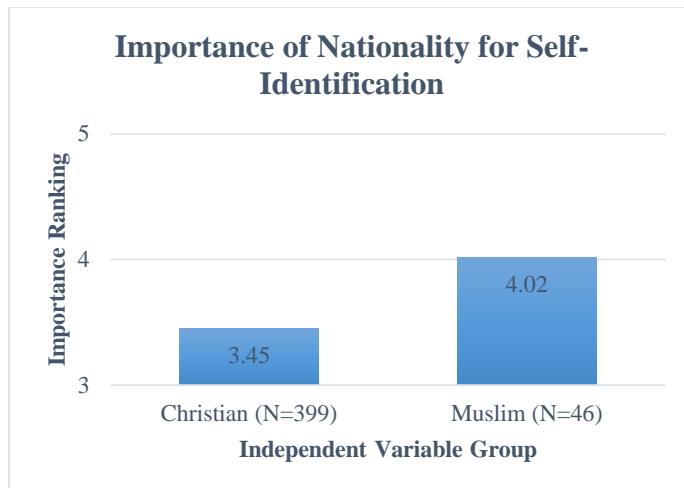 Importance of Nationality for Self-
Identification
Importance Ranking
5
4
3
3.45
4.02
Christian (N=399)
Muslim (N=46)
Independent Variable Group